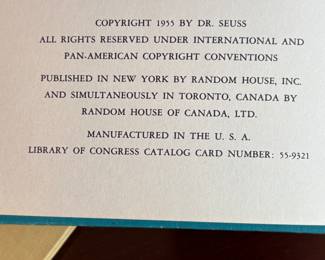 COPYRIGHT 1955 BY DR. SEUSS
ALL RIGHTS RESERVED UNDER INTERNATIONAL AND
PAN-AMERICAN COPYRIGHT CONVENTIONS
PUBLISHED IN NEW YORK BY RANDOM HOUSE, INC.
AND SIMULTANEOUSLY IN TORONTO, CANADA BY
RANDOM HOUSE OF CANADA, LTD.
MANUFACTURED IN THE U. S. A.
LIBRARY OF CONGRESS CATALOG CARD NUMBER: 55-9321